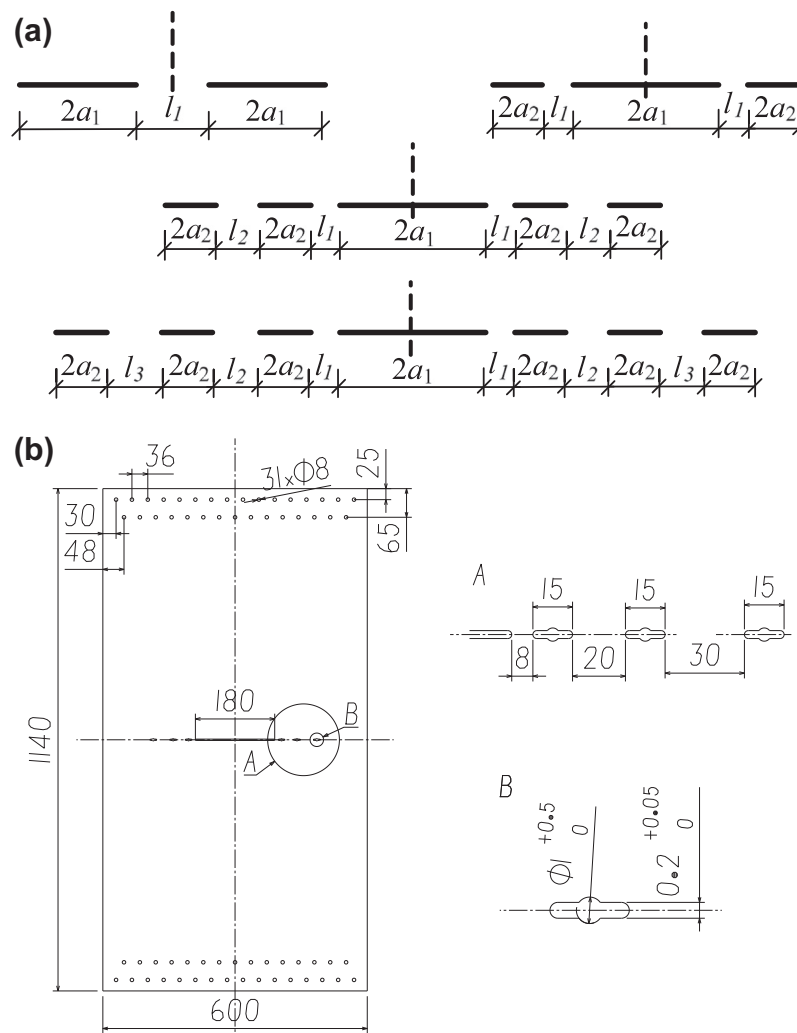 (a)
2a₁ l₁ 2a₁
2a₂ l₁ 2a₁ l₁ 2a₂
2a₂ l₂ 2a₂ l₁ 2a₁ l₁ 2a₂ l₂ 2a₂
2a₂ l₃ 2a₂ l₂ 2a₂ l₁ 2a₁ l₁ 2a₂ l₂ 2a₂ l₃ 2a₂
(b)
36
31×Φ8
25
30
65
48
A
15 15 15
8 20 30
180
B
A
1140
B
Φ1 +0.5 0
0.2 +0.05 0
600